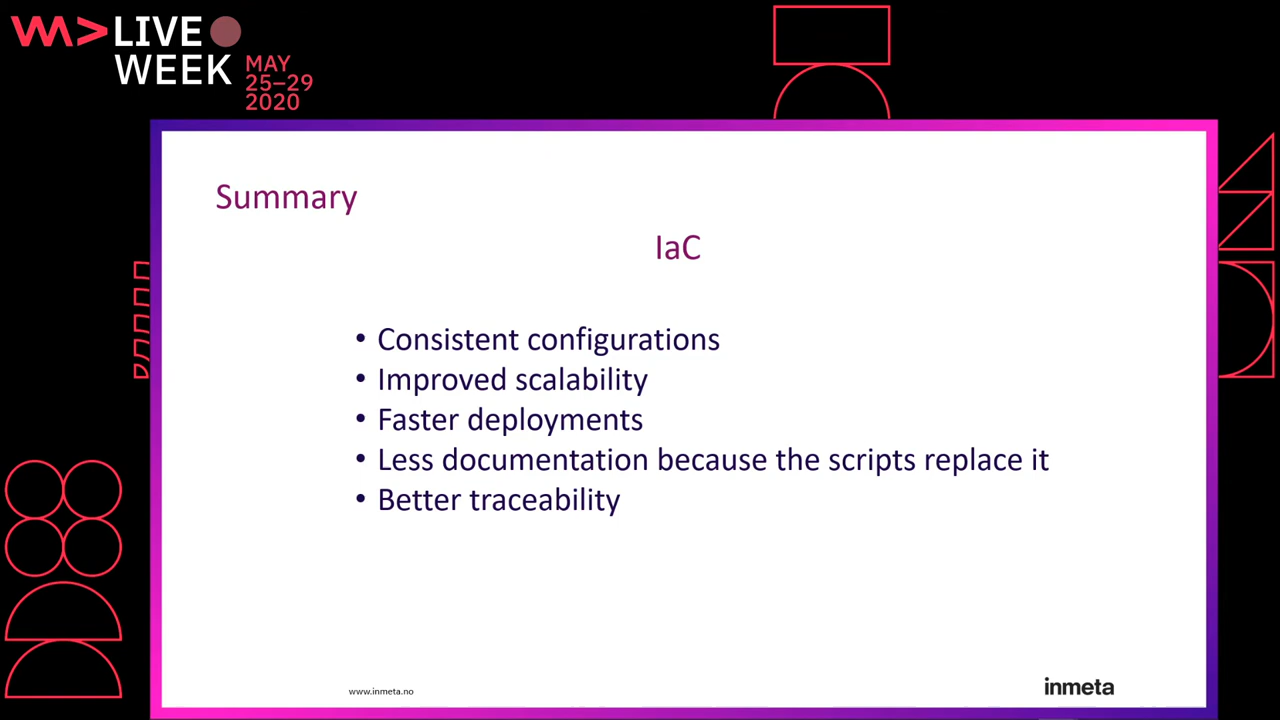 LIVE
WEEK
MAY
25–29
2020
Summary
IaC
• Consistent configurations
• Improved scalability
• Faster deployments
• Less documentation because the scripts replace it
• Better traceability
www.inmeta.no
inmeta